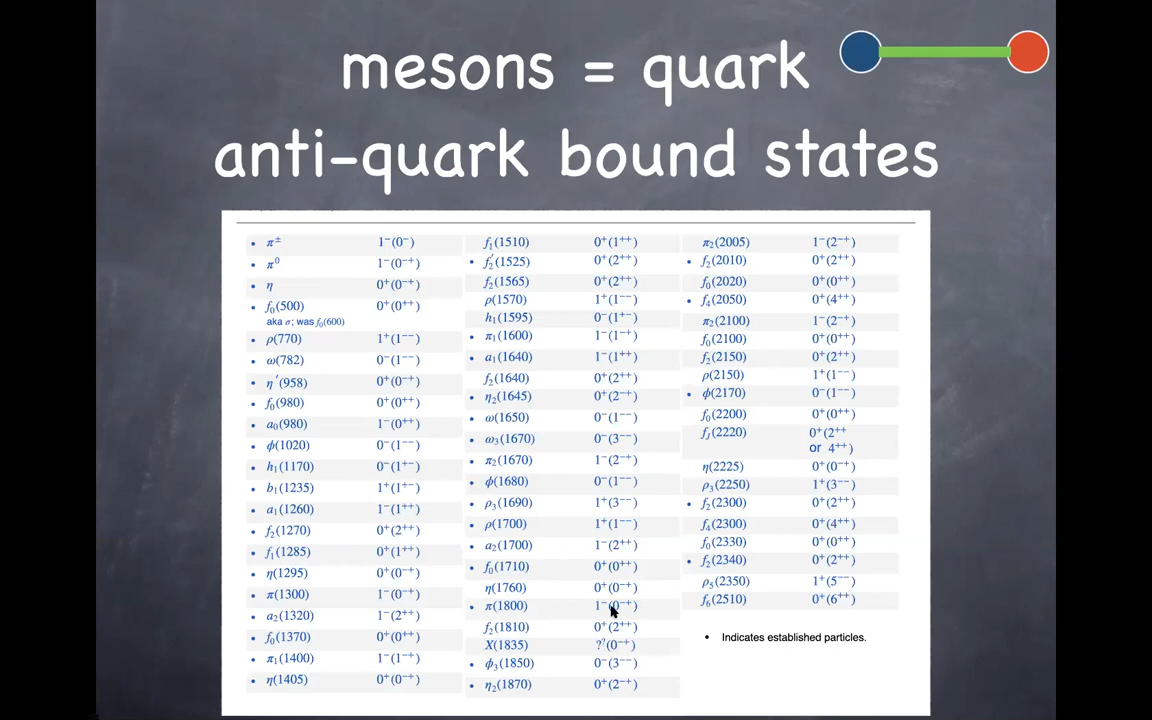 mesons = quark
anti-quark bound states
• π± 1⁻(0⁻)
• π⁰ 1⁻(0⁻⁺)
• η 0⁺(0⁻⁺)
• f₀(500) 0⁺(0⁺⁺)
aka σ; was f₀(600)
• ρ(770) 1⁺(1⁻⁻)
• ω(782) 0⁻(1⁻⁻)
• η′(958) 0⁺(0⁻⁺)
• f₀(980) 0⁺(0⁺⁺)
• a₀(980) 1⁻(0⁺⁺)
• ϕ(1020) 0⁻(1⁻⁻)
• h₁(1170) 0⁻(1⁺⁻)
• b₁(1235) 1⁺(1⁺⁻)
• a₁(1260) 1⁻(1⁺⁺)
• f₂(1270) 0⁺(2⁺⁺)
• f₁(1285) 0⁺(1⁺⁺)
• η(1295) 0⁺(0⁻⁺)
• π(1300) 1⁻(0⁻⁺)
• a₂(1320) 1⁻(2⁺⁺)
• f₀(1370) 0⁺(0⁺⁺)
• π₁(1400) 1⁻(1⁻⁺)
• η(1405) 0⁺(0⁻⁺)
f₁(1510) 0⁺(1⁺⁺)
• f₂′(1525) 0⁺(2⁺⁺)
f₂(1565) 0⁺(2⁺⁺)
ρ(1570) 1⁺(1⁻⁻)
h₁(1595) 0⁻(1⁺⁻)
• π₁(1600) 1⁻(1⁻⁺)
• a₁(1640) 1⁻(1⁺⁺)
f₂(1640) 0⁺(2⁺⁺)
• η₂(1645) 0⁺(2⁻⁺)
• ω(1650) 0⁻(1⁻⁻)
• ω₃(1670) 0⁻(3⁻⁻)
• π₂(1670) 1⁻(2⁻⁺)
• ϕ(1680) 0⁻(1⁻⁻)
• ρ₃(1690) 1⁺(3⁻⁻)
• ρ(1700) 1⁺(1⁻⁻)
• a₂(1700) 1⁻(2⁺⁺)
• f₀(1710) 0⁺(0⁺⁺)
η(1760) 0⁺(0⁻⁺)
• π(1800) 1⁻(0⁻⁺)
f₂(1810) 0⁺(2⁺⁺)
X(1835) ?⁷(0⁻⁺)
• ϕ₃(1850) 0⁻(3⁻⁻)
• η₂(1870) 0⁺(2⁻⁺)
π₂(2005) 1⁻(2⁻⁺)
• f₂(2010) 0⁺(2⁺⁺)
f₀(2020) 0⁺(0⁺⁺)
• f₄(2050) 0⁺(4⁺⁺)
π₂(2100) 1⁻(2⁻⁺)
f₀(2100) 0⁺(0⁺⁺)
f₂(2150) 0⁺(2⁺⁺)
ρ(2150) 1⁺(1⁻⁻)
• ϕ(2170) 0⁻(1⁻⁻)
f₀(2200) 0⁺(0⁺⁺)
f_J(2220) 0⁺(2⁺⁺
or 4⁺⁺)
η(2225) 0⁺(0⁻⁺)
ρ₃(2250) 1⁺(3⁻⁻)
• f₂(2300) 0⁺(2⁺⁺)
f₄(2300) 0⁺(4⁺⁺)
f₀(2330) 0⁺(0⁺⁺)
• f₂(2340) 0⁺(2⁺⁺)
ρ₅(2350) 1⁺(5⁻⁻)
f₆(2510) 0⁺(6⁺⁺)
• Indicates established particles.